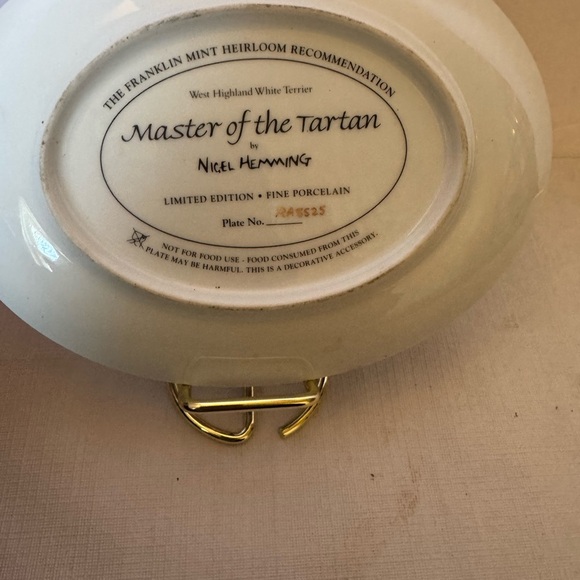 THE FRANKLIN MINT HEIRLOOM RECOMMENDATION
West Highland White Terrier
Master of the Tartan
by
NIGEL HEMMING
LIMITED EDITION • FINE PORCELAIN
Plate No. RA8525
NOT FOR FOOD USE - FOOD CONSUMED FROM THIS
PLATE MAY BE HARMFUL. THIS IS A DECORATIVE ACCESSORY.